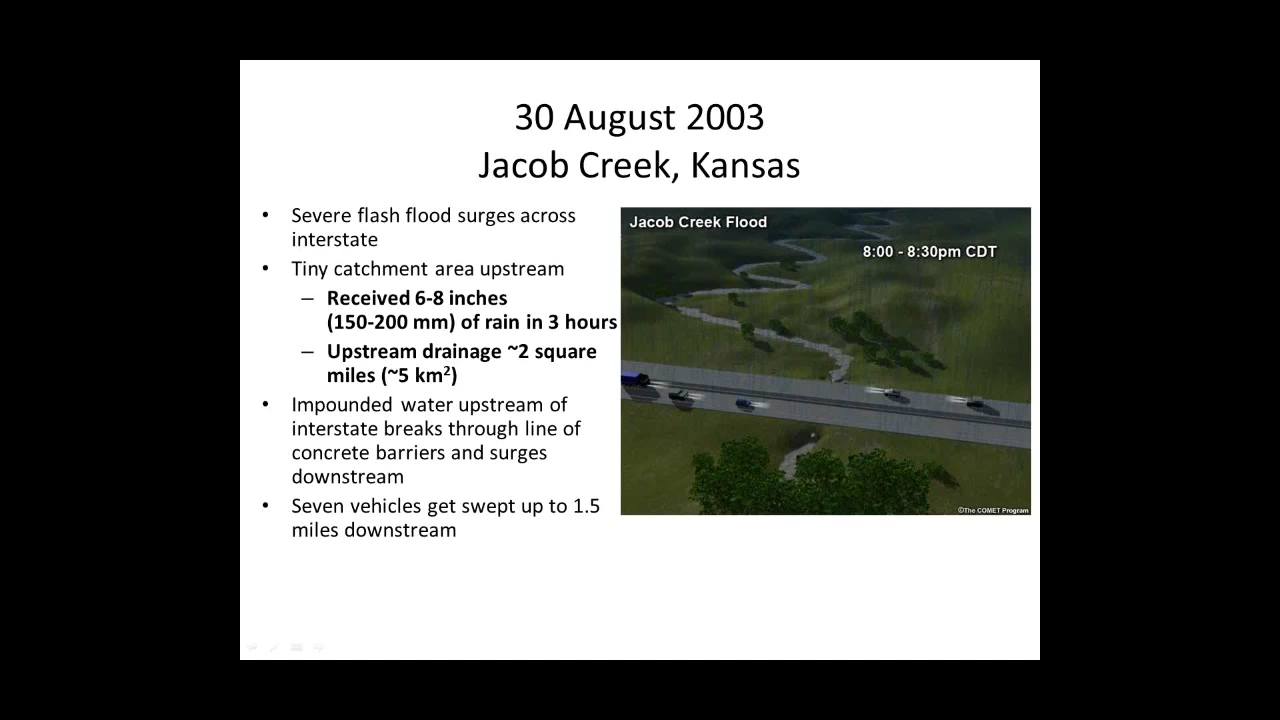 30 August 2003
Jacob Creek, Kansas
• Severe flash flood surges across
interstate
• Tiny catchment area upstream
– Received 6-8 inches
(150-200 mm) of rain in 3 hours
– Upstream drainage ~2 square
miles (~5 km²)
• Impounded water upstream of
interstate breaks through line of
concrete barriers and surges
downstream
• Seven vehicles get swept up to 1.5
miles downstream
Jacob Creek Flood
8:00 - 8:30pm CDT
©The COMET Program